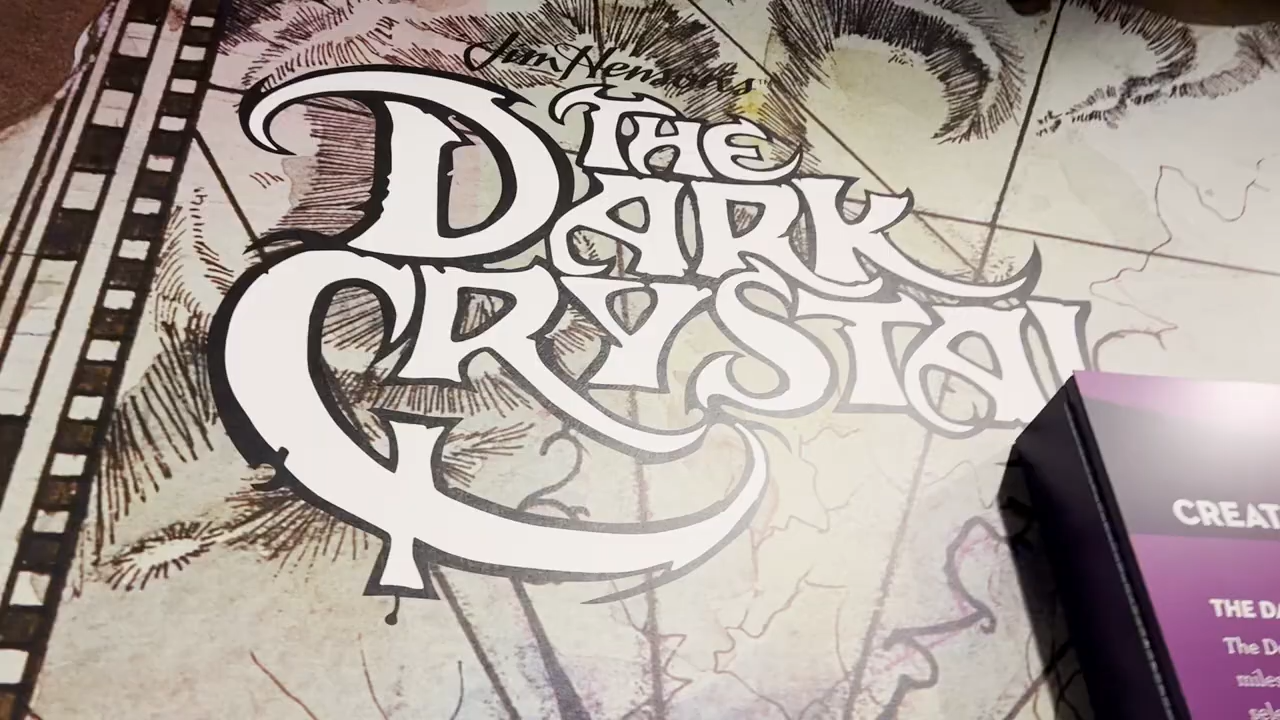 Jim Henson's
THE
DARK
CRYSTAL
CREAT
THE DA
The D
miles